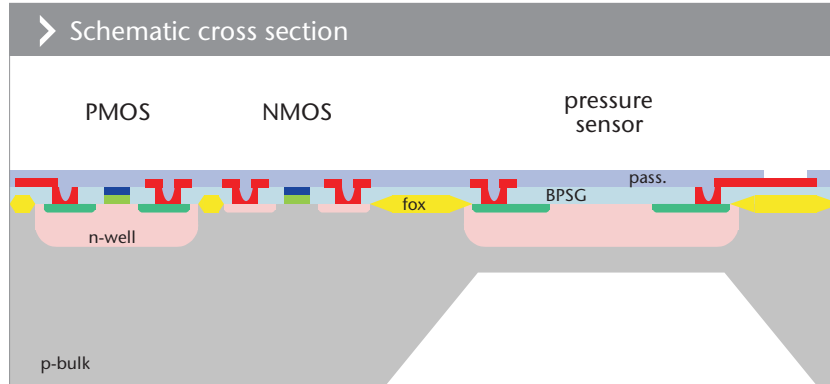 Schematic cross section
PMOS
NMOS
pressure
sensor
pass.
BPSG
fox
n-well
p-bulk